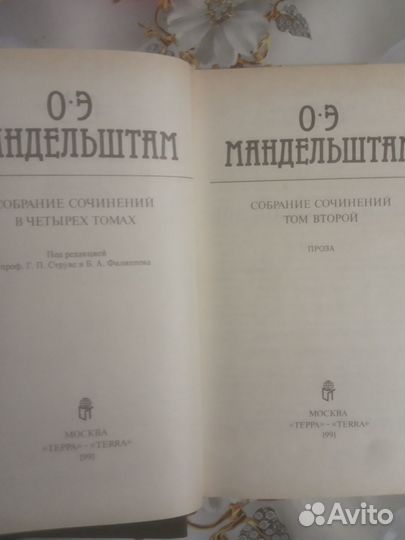 О·Э
АНДЕЛЬШТАМ
СОБРАНИЕ СОЧИНЕНИЙ
В ЧЕТЫРЕХ ТОМАХ
Под редакцией
проф. Г. П. Струве и Б. А. Филиппова
МОСКВА
«ТЕРРА» - «TERRA»
1991
О·Э
МАНДЕЛЬШТАМ
СОБРАНИЕ СОЧИНЕНИЙ
ТОМ ВТОРОЙ
ПРОЗА
МОСКВА
«ТЕРРА» - «TERRA»
1991
Avito